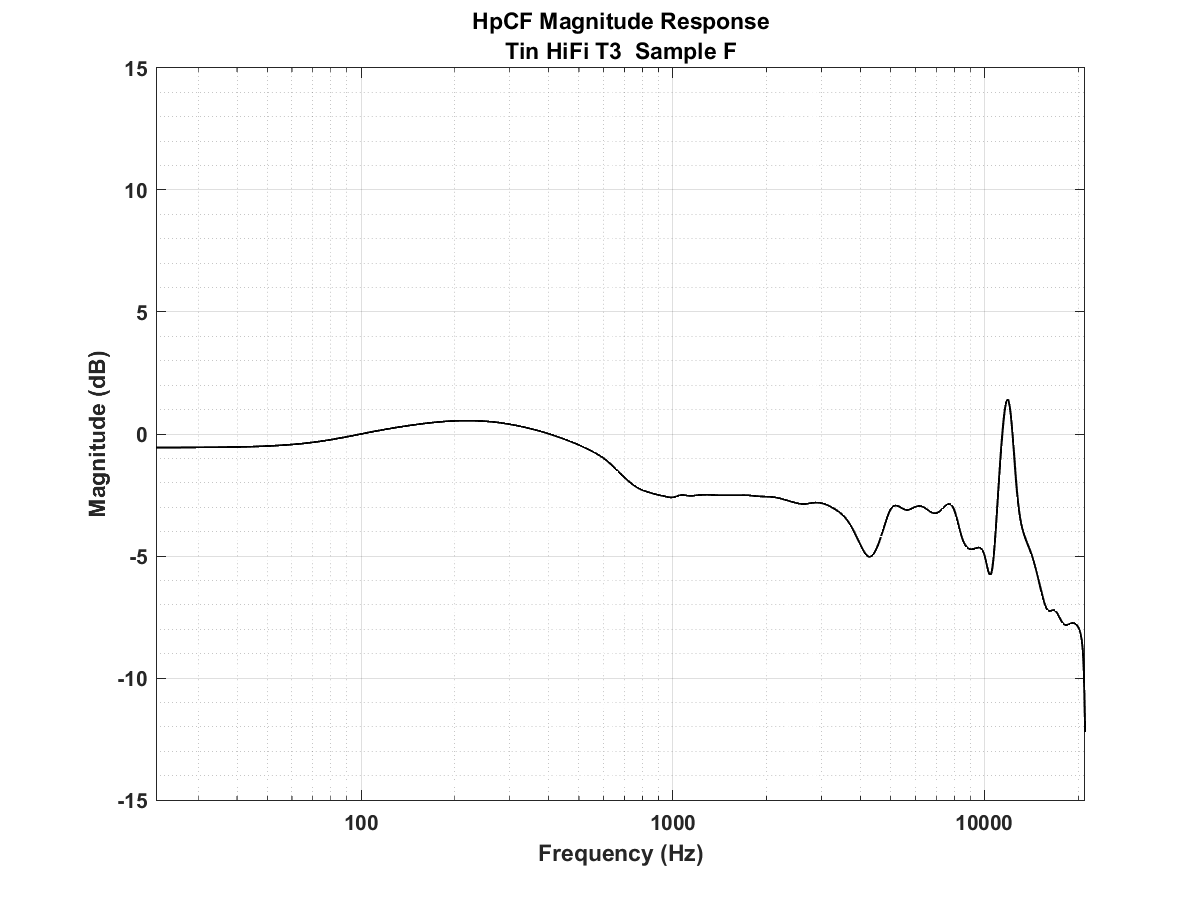 HpCF Magnitude Response
Tin HiFi T3  Sample F
15
10
5
0
-5
-10
-15
Magnitude (dB)
100
1000
10000
Frequency (Hz)